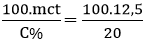 100.mct / C% = 100.12,5 / 20